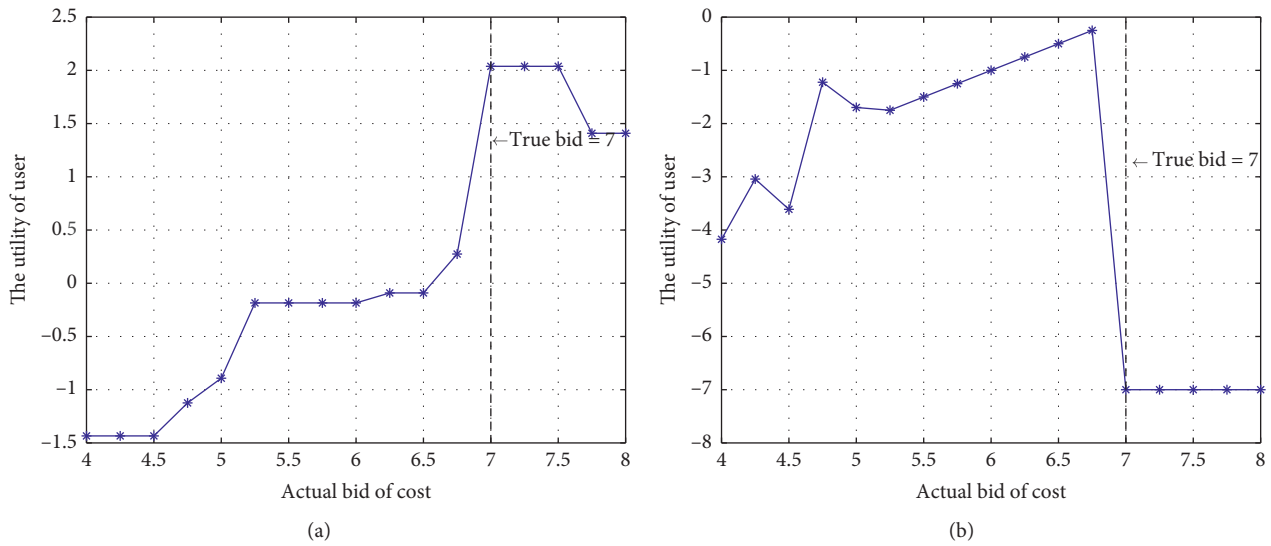 2.5
2
1.5
1
0.5
0
–0.5
–1
–1.5
The utility of user
←True bid = 7
4 4.5 5 5.5 6 6.5 7 7.5 8
Actual bid of cost
(a)
0
–1
–2
–3
–4
–5
–6
–7
–8
The utility of user
← True bid = 7
4 4.5 5 5.5 6 6.5 7 7.5 8
Actual bid of cost
(b)